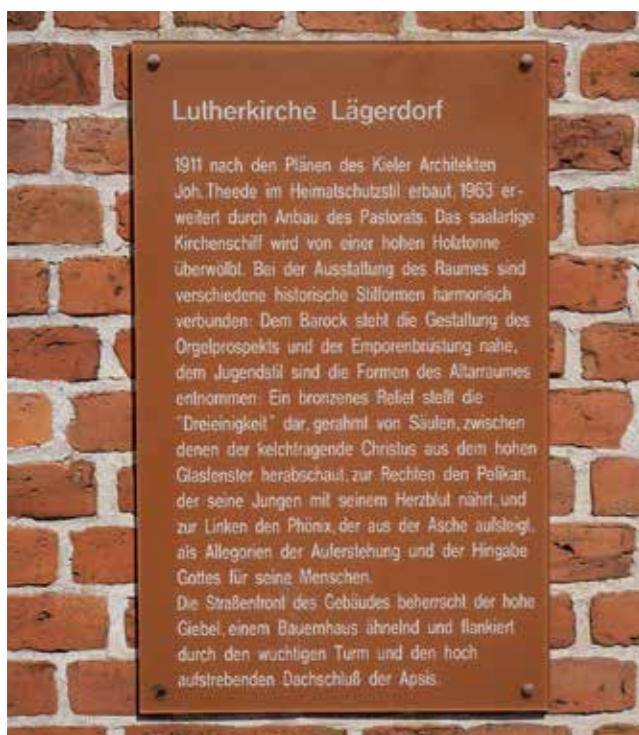 Lutherkirche Lägerdorf
1911 nach den Plänen des Kieler Architekten
Joh. Theede im Heimatschutzstil erbaut, 1963 er-
weitert durch Anbau des Pastorats. Das saalartige
Kirchenschiff wird von einer hohen Holztonne
überwölbt. Bei der Ausstattung des Raumes sind
verschiedene historische Stilformen harmonisch
verbunden: Dem Barock steht die Gestaltung des
Orgelprospekts und der Emporenbrüstung nahe,
dem Jugendstil sind die Formen des Altarraumes
entnommen: Ein bronzenes Relief stellt die
"Dreieinigkeit" dar, gerahmt von Säulen, zwischen
denen der kelchtragende Christus aus dem hohen
Glasfenster herabschaut, zur Rechten den Pelikan,
der seine Jungen mit seinem Herzblut nährt, und
zur Linken den Phönix, der aus der Asche aufsteigt,
als Allegorien der Auferstehung und der Hingabe
Gottes für seine Menschen.
Die Straßenfront des Gebäudes beherrscht der hohe
Giebel, einem Bauernhaus ähnelnd und flankiert
durch den wuchtigen Turm und den hoch
aufstrebenden Dachschluß der Apsis.